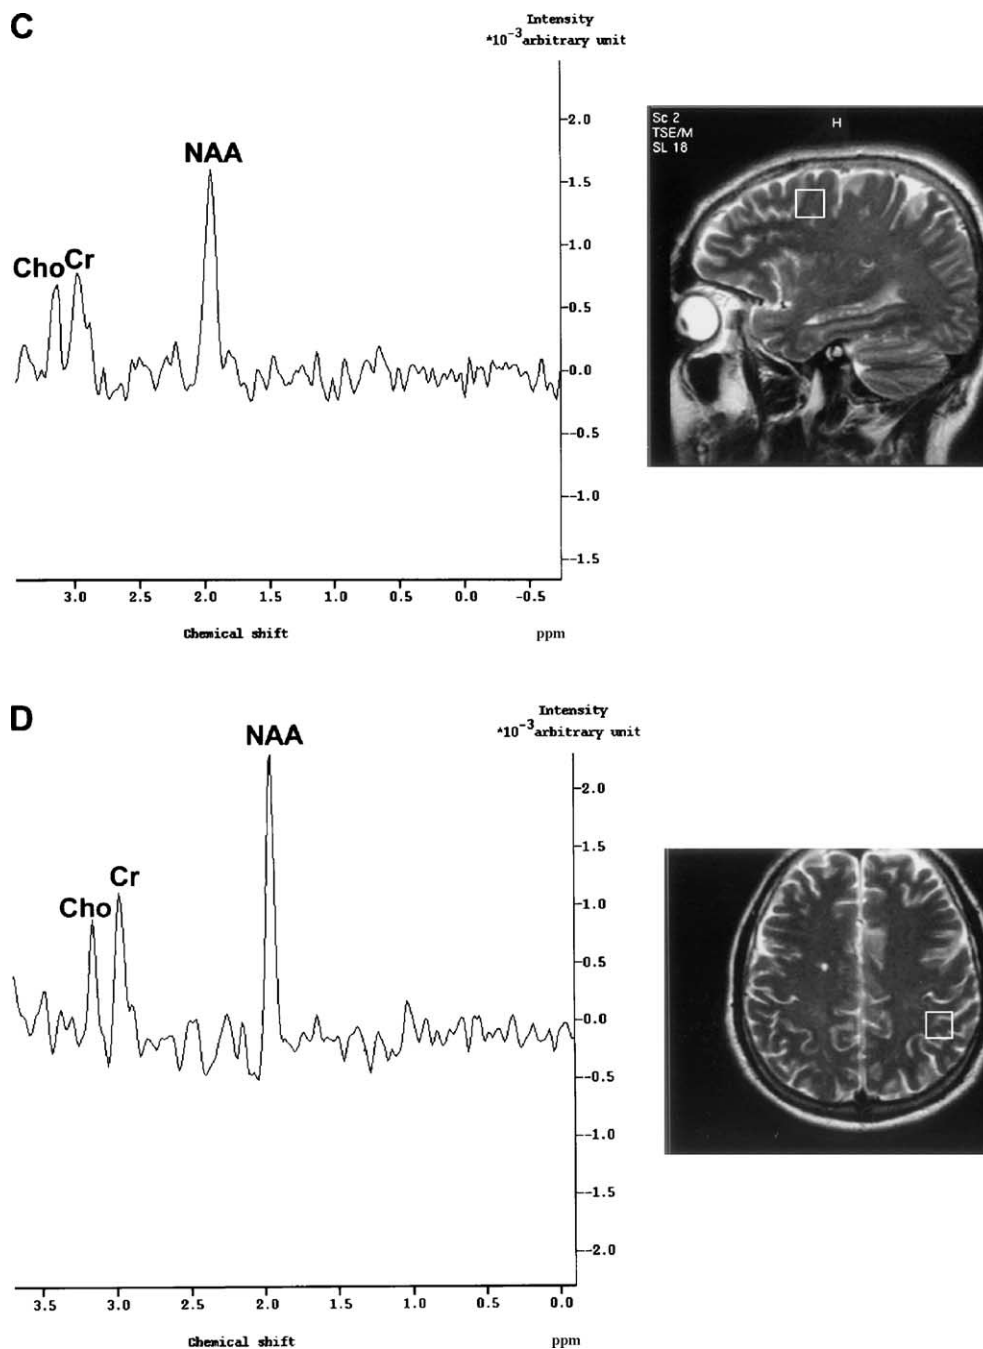 C
Intensity
*10⁻³ arbitrary unit
2.0
1.5
1.0
0.5
0.0
-0.5
-1.0
-1.5
NAA
Cho Cr
3.0 2.5 2.0 1.5 1.0 0.5 0.0 -0.5
Chemical shift ppm
Sc 2
TSE/M
SL 18
H
D
Intensity
*10⁻³ arbitrary unit
2.0
1.5
1.0
0.5
0.0
-0.5
-1.0
-1.5
-2.0
NAA
Cr
Cho
3.5 3.0 2.5 2.0 1.5 1.0 0.5 0.0
Chemical shift ppm